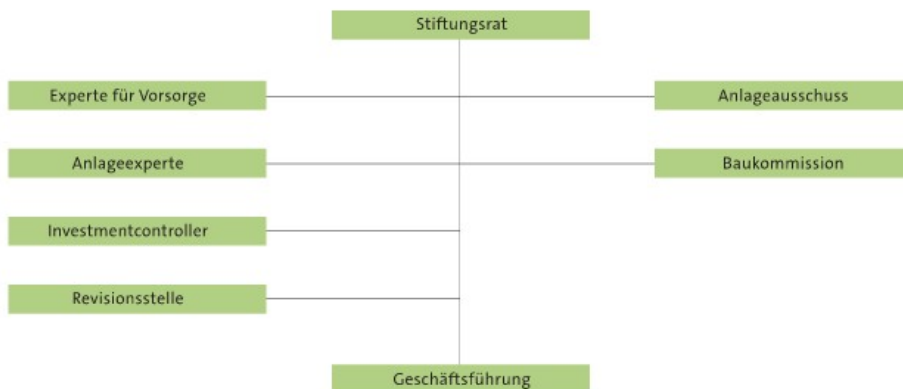 Stiftungsrat
Experte für Vorsorge
Anlageausschuss
Anlageexperte
Baukommission
Investmentcontroller
Revisionsstelle
Geschäftsführung